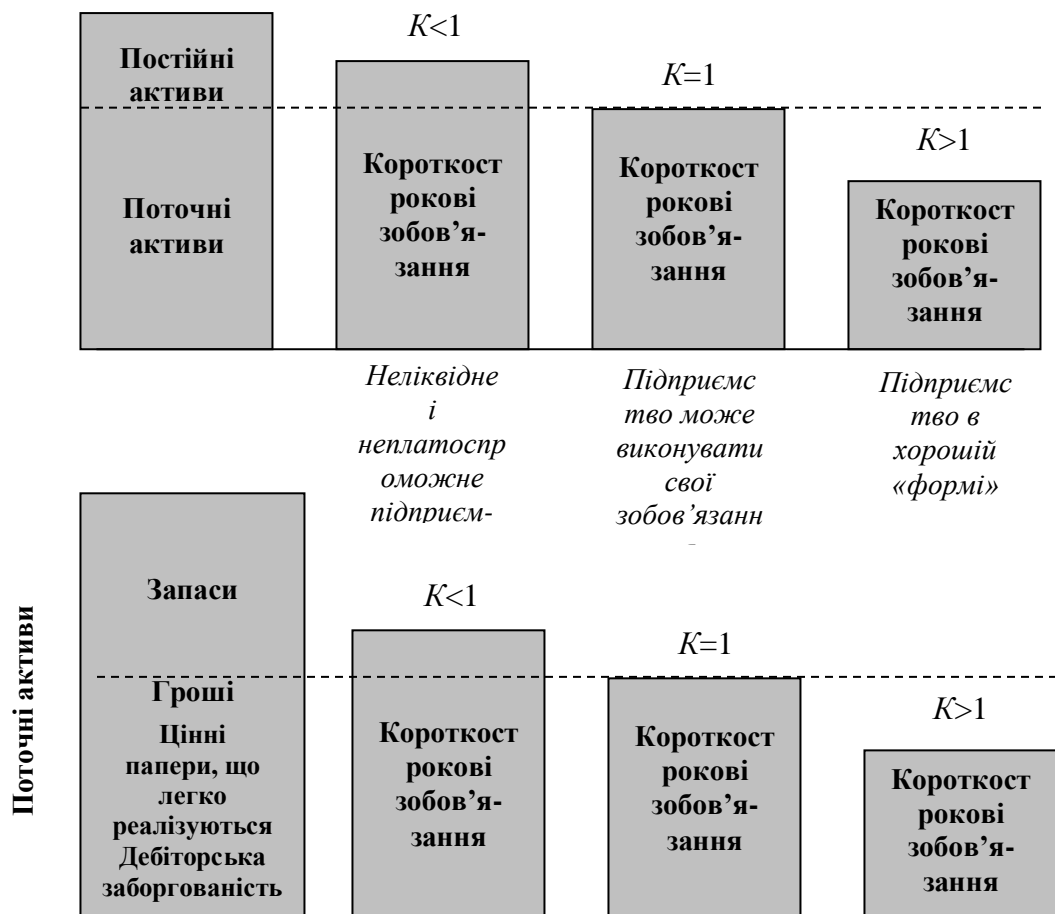 Постійні
активи
Поточні
активи
К<1
Короткост
рокові
зобов’я-
зання
К=1
Короткост
рокові
зобов’я-
зання
К>1
Короткост
рокові
зобов’я-
зання
Неліквідне
і
неплатоспр
оможне
підприєм-
Підприємс
тво може
виконувати
свої
зобов’язанн
Підприємс
тво в
хорошій
«формі»
Поточні активи
Запаси
Гроші
Цінні
папери, що
легко
реалізуються
Дебіторська
заборгованість
К<1
Короткост
рокові
зобов’я-
зання
К=1
Короткост
рокові
зобов’я-
зання
К>1
Короткост
рокові
зобов’я-
зання